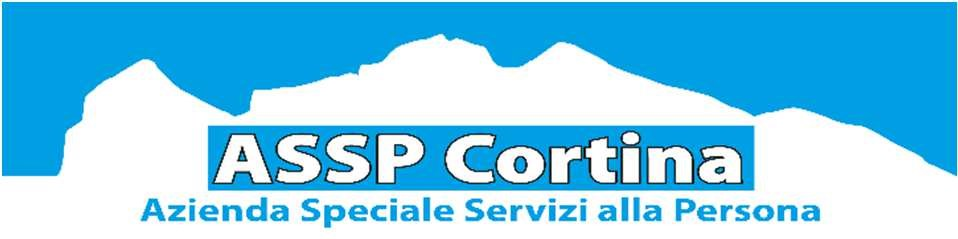 ASSP Cortina
Azienda Speciale Servizi alla Persona